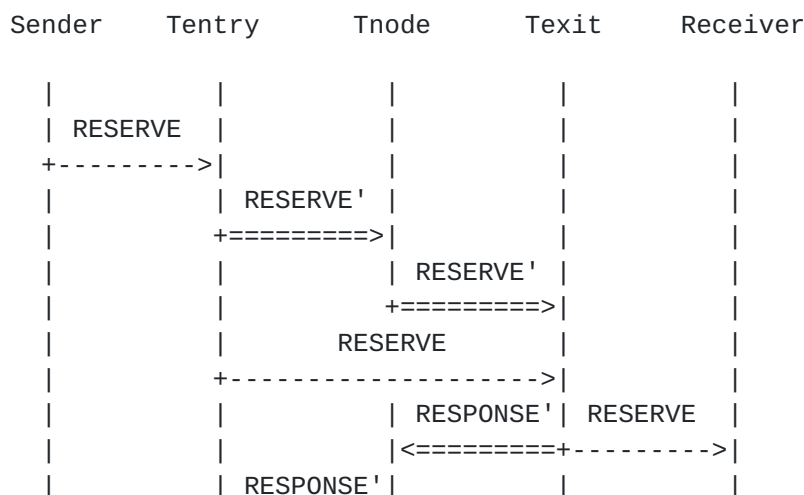 Sender    Tentry      Tnode      Texit     Receiver

  |         |         |         |         |
  | RESERVE |         |         |         |
  +--------->|         |         |         |
  |         | RESERVE' |         |         |
  |         +=========>|         |         |
  |         |         | RESERVE' |         |
  |         |         +=========>|         |
  |         |      RESERVE      |         |
  |         +------------------->|         |
  |         |         | RESPONSE'| RESERVE |
  |         |         |<=========+--------->|
  |         | RESPONSE'|         |         |